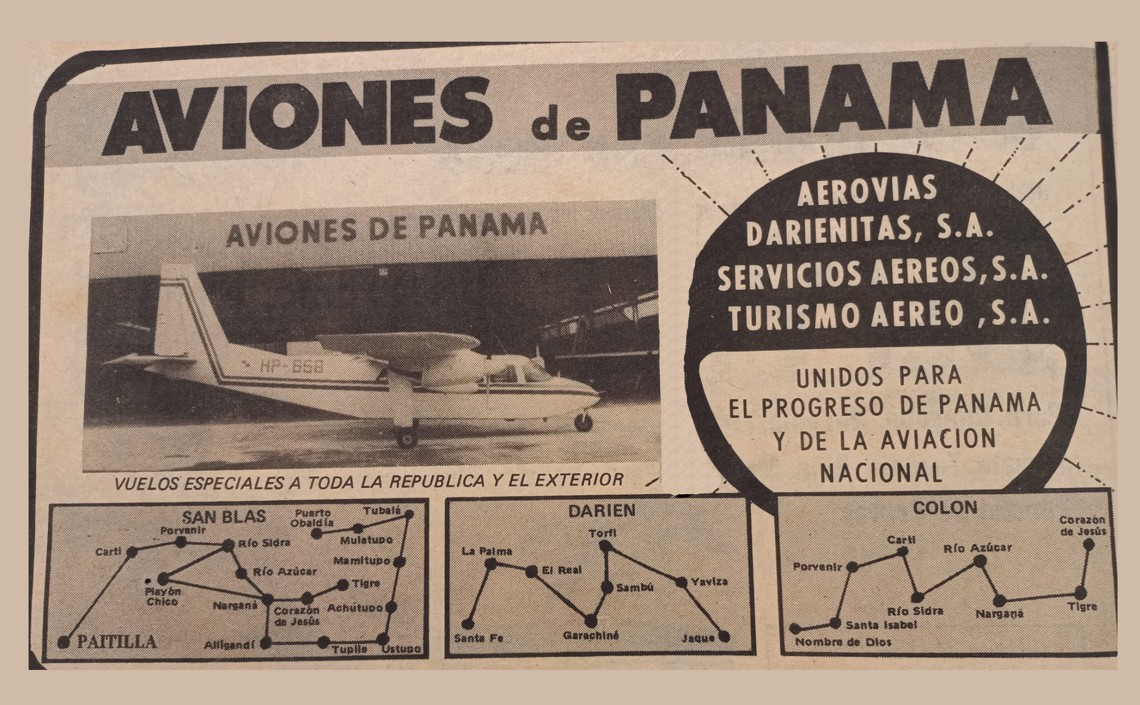 AVIONES de PANAMA
AVIONES DE PANAMA
HP-658
VUELOS ESPECIALES A TODA LA REPUBLICA Y EL EXTERIOR
AEROVIAS
DARIENITAS, S.A.
SERVICIOS AEREOS, S.A.
TURISMO AEREO , S.A.
UNIDOS PARA
EL PROGRESO DE PANAMA
Y DE LA AVIACION
NACIONAL
SAN BLAS
Puerto
Obaldía
Tubalá
Mulatupo
Porvenir
Carti
Río Sidra
Mamitupo
Río Azúcar
Tigre
Playón
Chico
Narganá
Corazón
de Jesús
Achutupo
PAITILLA
Ailigandí
Tupile
Ustupo
DARIEN
Torfi
La Palma
El Real
Sambú
Yaviza
Santa Fe
Garachiné
Jaque
COLON
Corazón
de Jesús
Carti
Río Azúcar
Porvenir
Río Sidra
Narganá
Tigre
Santa Isabel
Nombre de Dios